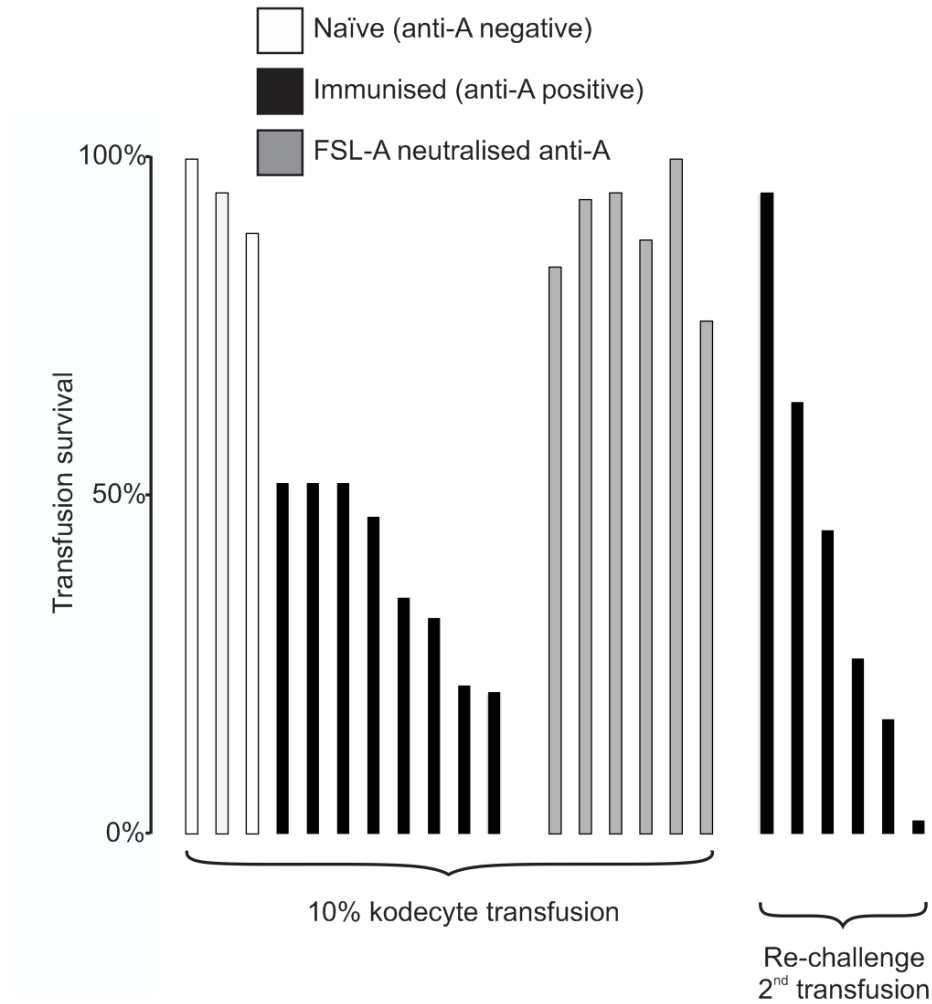 Naïve (anti-A negative)
Immunised (anti-A positive)
FSL-A neutralised anti-A
100%
50%
0%
Transfusion survival
10% kodecyte transfusion
Re-challenge
2nd transfusion